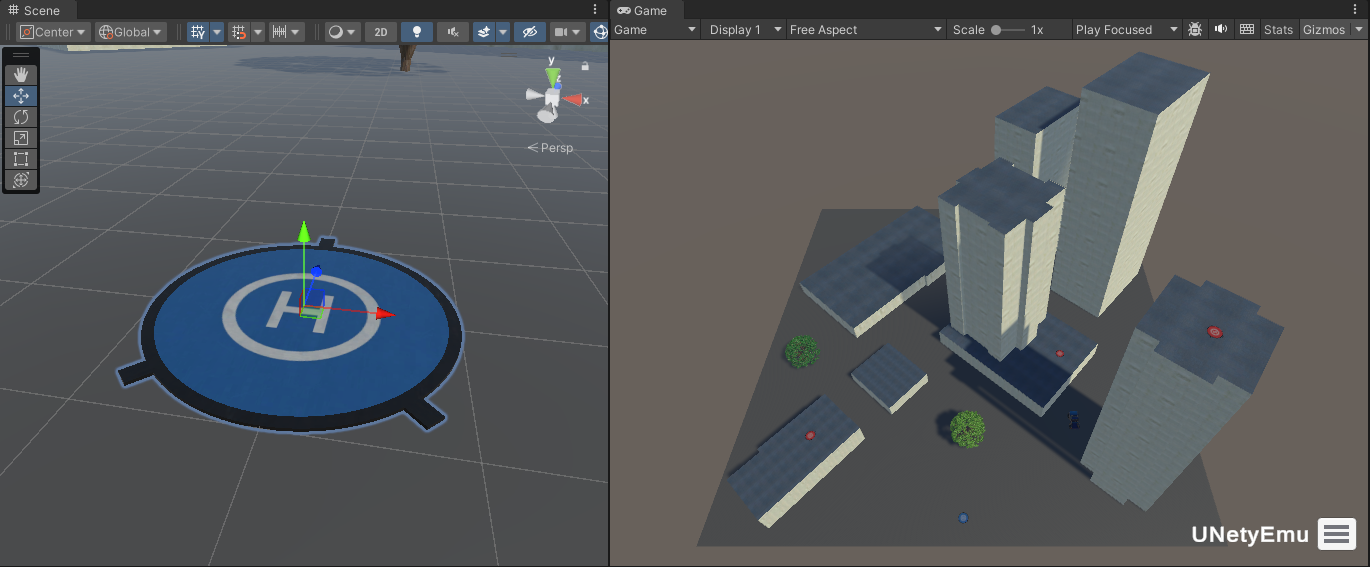 Scene
Center
Global
2D
y
z
x
Persp
H
Game
Game
Display 1
Free Aspect
Scale
1x
Play Focused
Stats
Gizmos
UNetyEmu